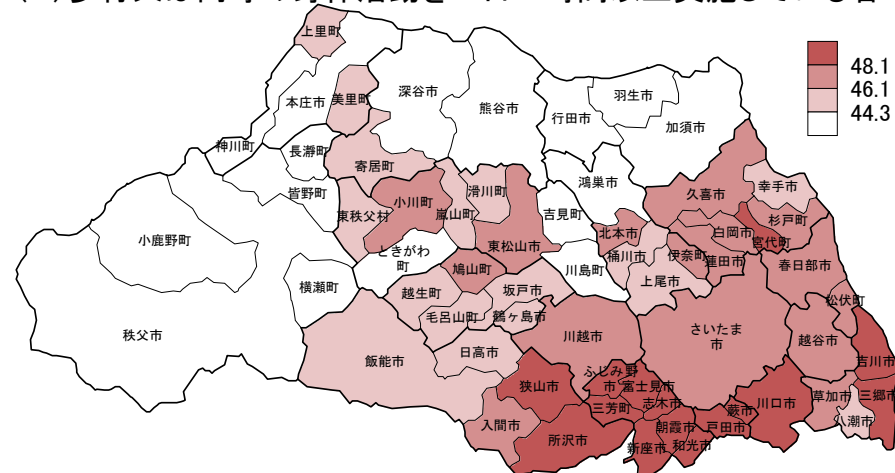 上里町
本庄市
美里町
深谷市
熊谷市
行田市
羽生市
加須市
48.1
46.1
44.3
神川町
長瀞町
皆野町
寄居町
小鹿野町
秩父市
横瀬町
東秩父村
小川町
嵐山町
滑川町
東松山市
吉見町
鴻巣市
久喜市
幸手市
杉戸町
宮代町
白岡市
北本市
桶川市
伊奈町
蓮田市
上尾市
春日部市
松伏町
ときがわ
町
鳩山町
川島町
越生町
毛呂山町
坂戸市
鶴ヶ島市
川越市
さいたま
市
越谷市
吉川市
飯能市
日高市
狭山市
入間市
所沢市
ふじみ野
市
富士見市
三芳町
志木市
朝霞市
新座市
和光市
蕨市
戸田市
川口市
草加市
八潮市
三郷市